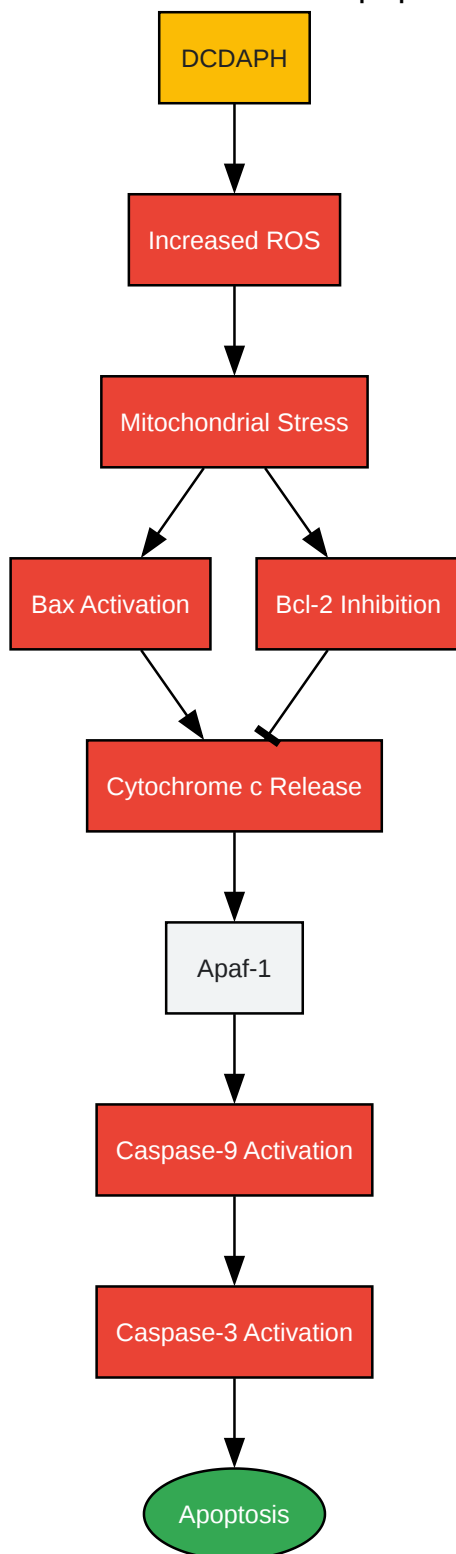 DCDAPH
Increased ROS
Mitochondrial Stress
Bax Activation
Bcl-2 Inhibition
Cytochrome c Release
Apaf-1
Caspase-9 Activation
Caspase-3 Activation
Apoptosis